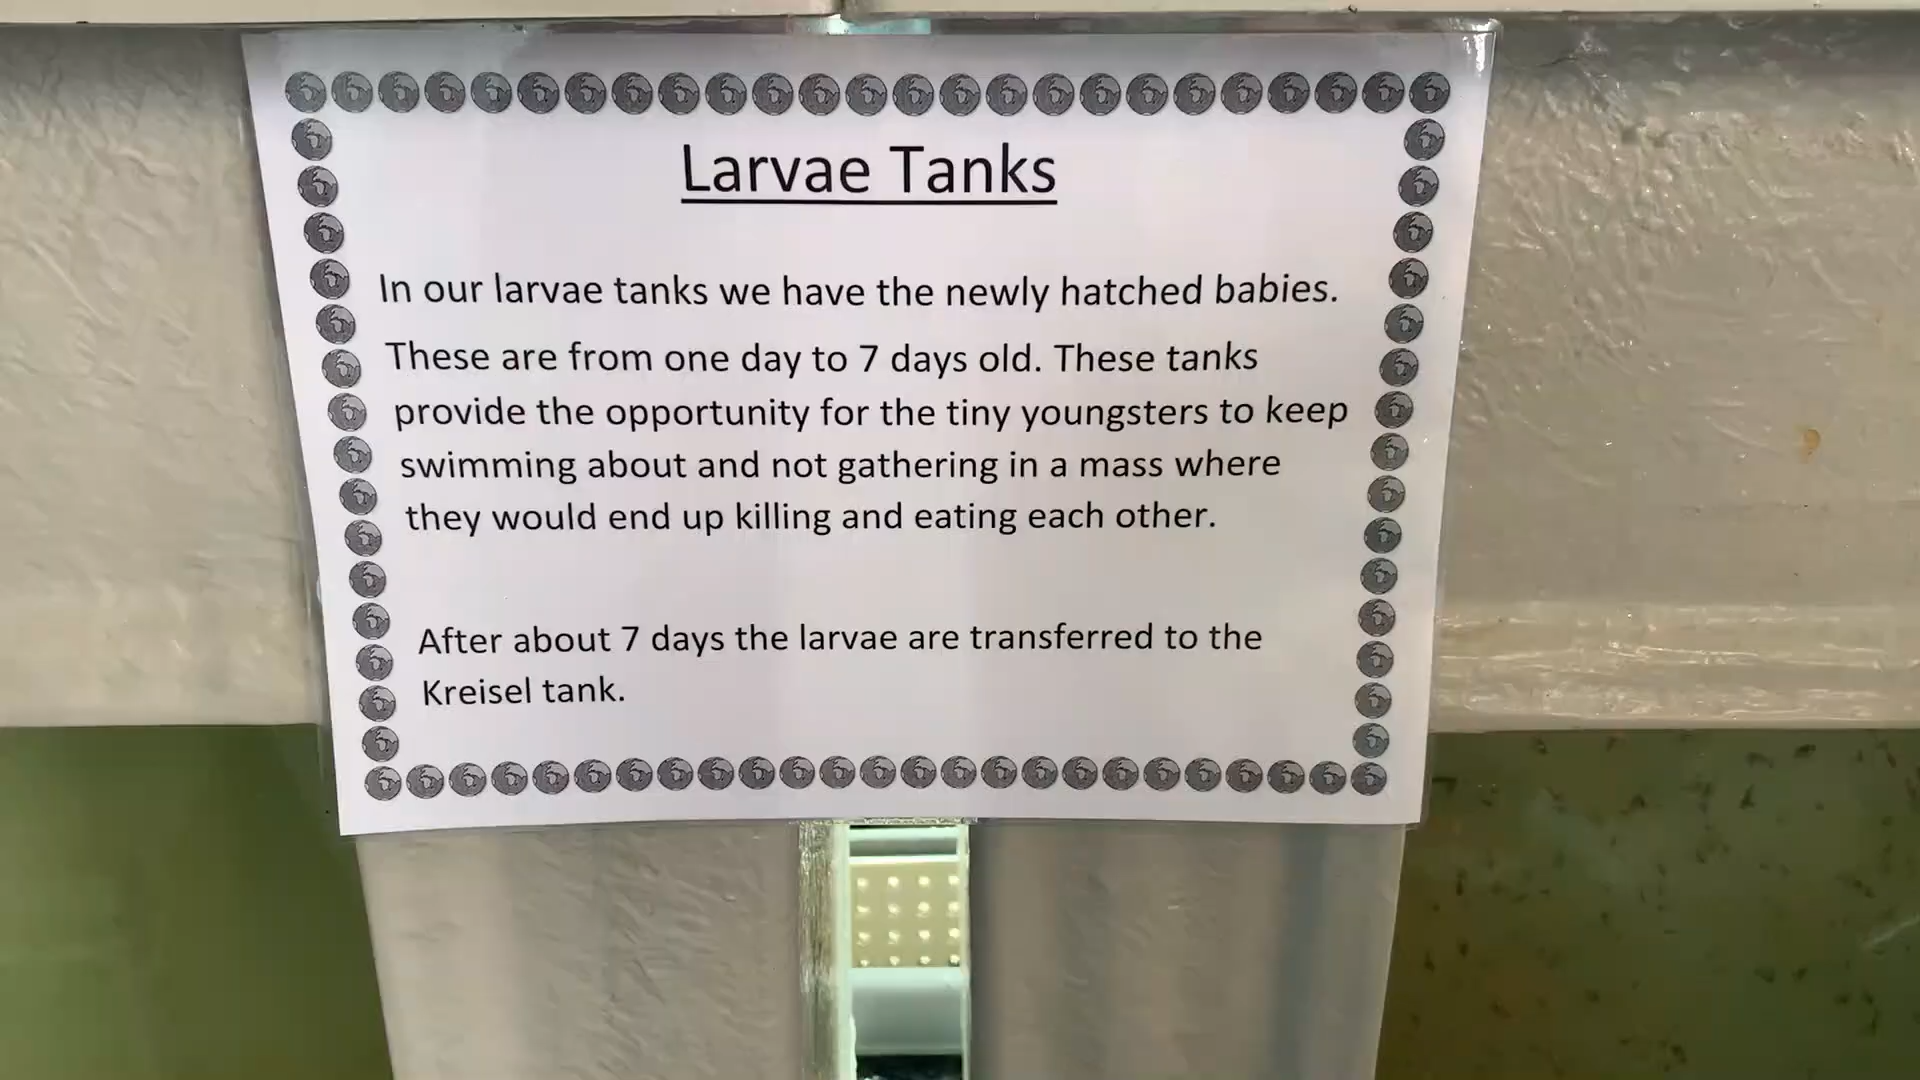 Larvae Tanks
In our larvae tanks we have the newly hatched babies.
These are from one day to 7 days old. These tanks
provide the opportunity for the tiny youngsters to keep
swimming about and not gathering in a mass where
they would end up killing and eating each other.
After about 7 days the larvae are transferred to the
Kreisel tank.